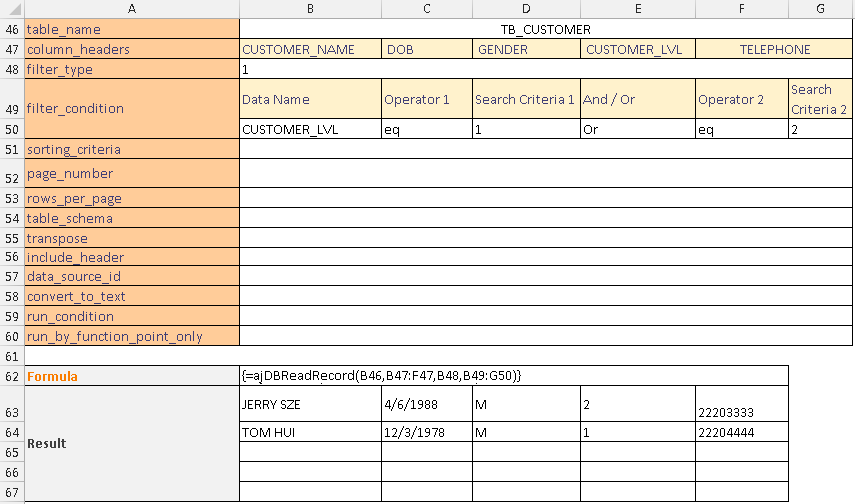 A B C D E F G
46 table_name TB_CUSTOMER
47 column_headers CUSTOMER_NAME DOB GENDER CUSTOMER_LVL TELEPHONE
48 filter_type 1
49 filter_condition Data Name Operator 1 Search Criteria 1 And / Or Operator 2 Search
Criteria 2
50 CUSTOMER_LVL eq 1 Or eq 2
51 sorting_criteria
52 page_number
53 rows_per_page
54 table_schema
55 transpose
56 include_header
57 data_source_id
58 convert_to_text
59 run_condition
60 run_by_function_point_only
61
62 Formula {=ajDBReadRecord(B46,B47:F47,B48,B49:G50)}
63 JERRY SZE 4/6/1988 M 2 22203333
64 Result TOM HUI 12/3/1978 M 1 22204444
65
66
67